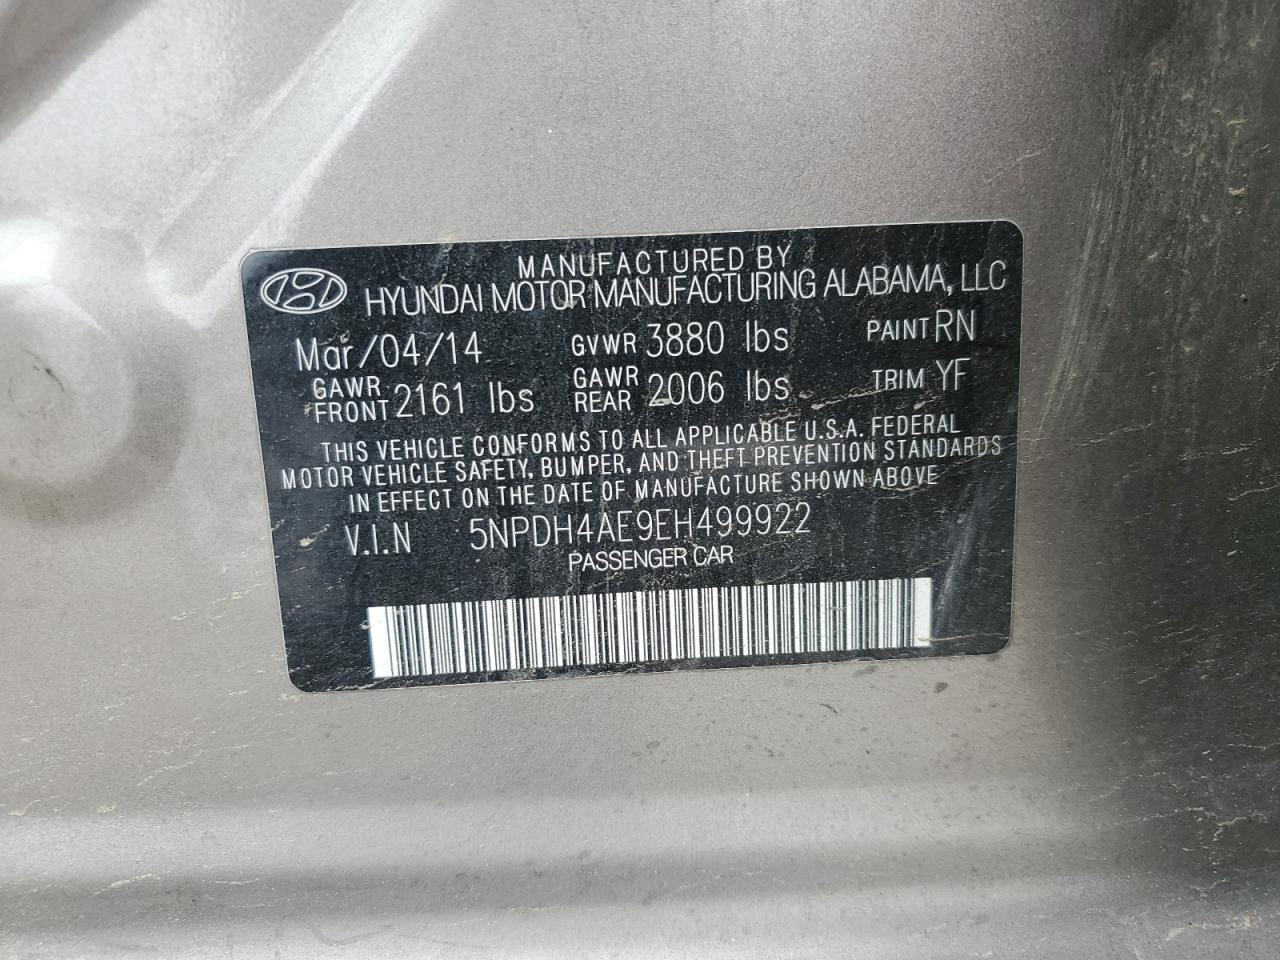 MANUFACTURED BY
HYUNDAI MOTOR MANUFACTURING ALABAMA, LLC
Mar/04/14 GVWR 3880 lbs PAINT RN
GAWR FRONT 2161 lbs GAWR REAR 2006 lbs TRIM YF
THIS VEHICLE CONFORMS TO ALL APPLICABLE U.S.A. FEDERAL
MOTOR VEHICLE SAFETY, BUMPER, AND THEFT PREVENTION STANDARDS
IN EFFECT ON THE DATE OF MANUFACTURE SHOWN ABOVE
V.I.N 5NPDH4AE9EH499922
PASSENGER CAR